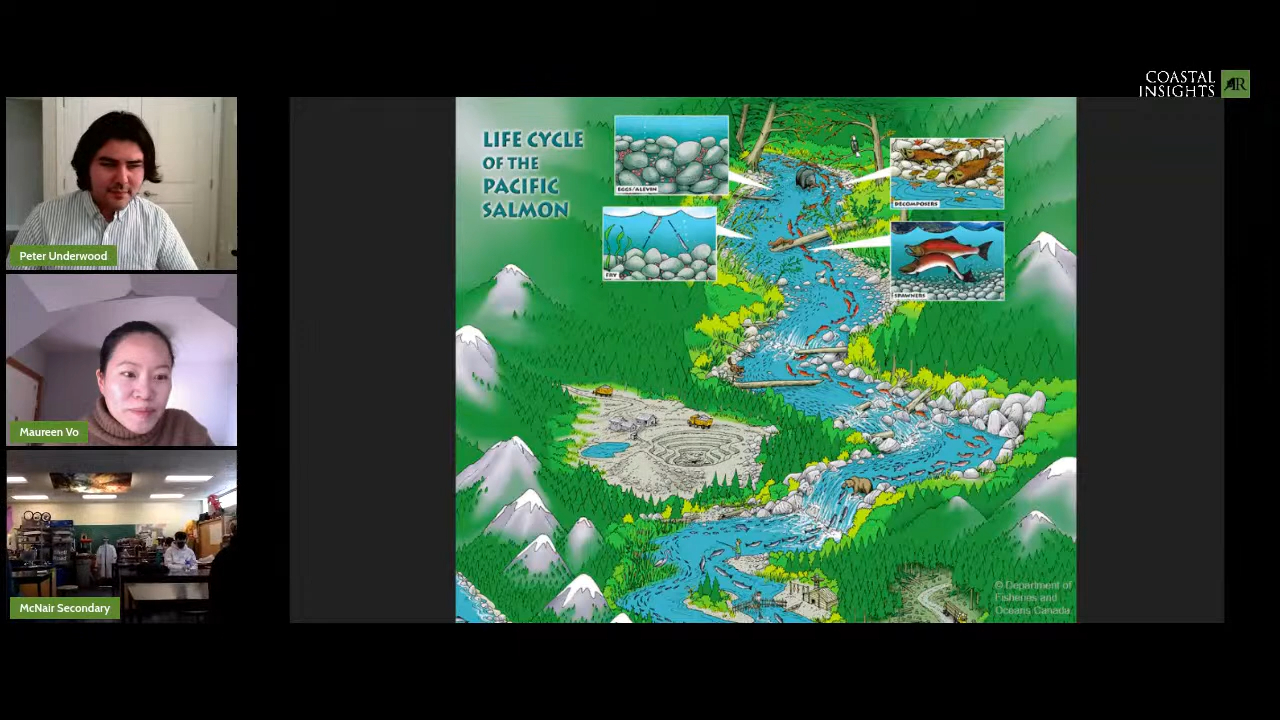 COASTAL
INSIGHTS
Peter Underwood
Maureen Vo
McNair Secondary
LIFE CYCLE
OF THE
PACIFIC
SALMON
EGGS/ALEVIN
FRY
DECOMPOSERS
SPAWNERS
© Department of
Fisheries and
Oceans Canada